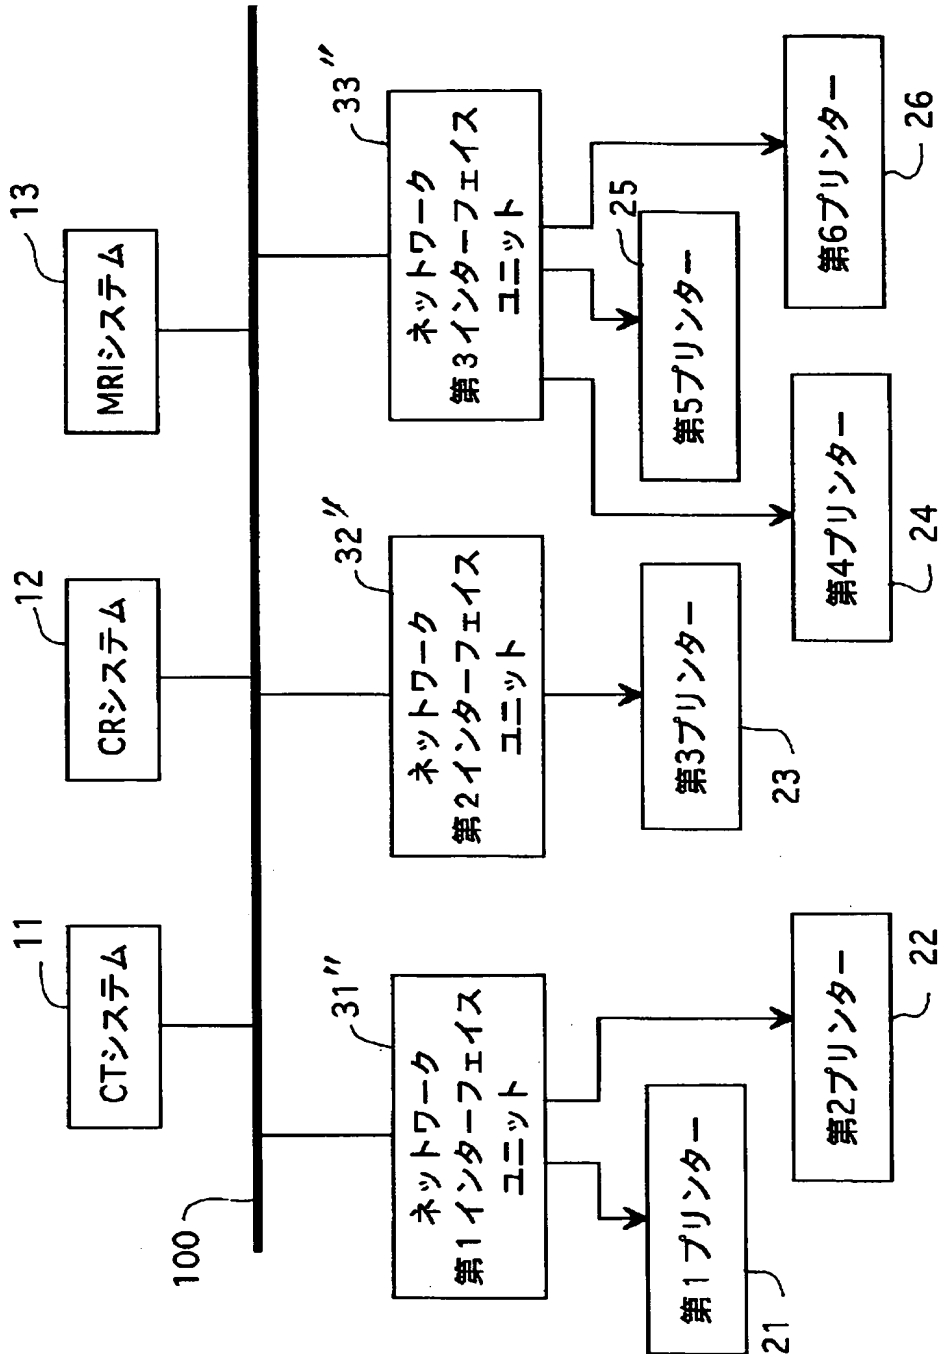 11
CTシステム
12
CRシステム
13
MRIシステム
100
31″
ネットワーク
第1インターフェイス
ユニット
32″
ネットワーク
第2インターフェイス
ユニット
33″
ネットワーク
第3インターフェイス
ユニット
第1プリンター
21
第2プリンター
22
第3プリンター
23
第4プリンター
24
第5プリンター
25
第6プリンター
26